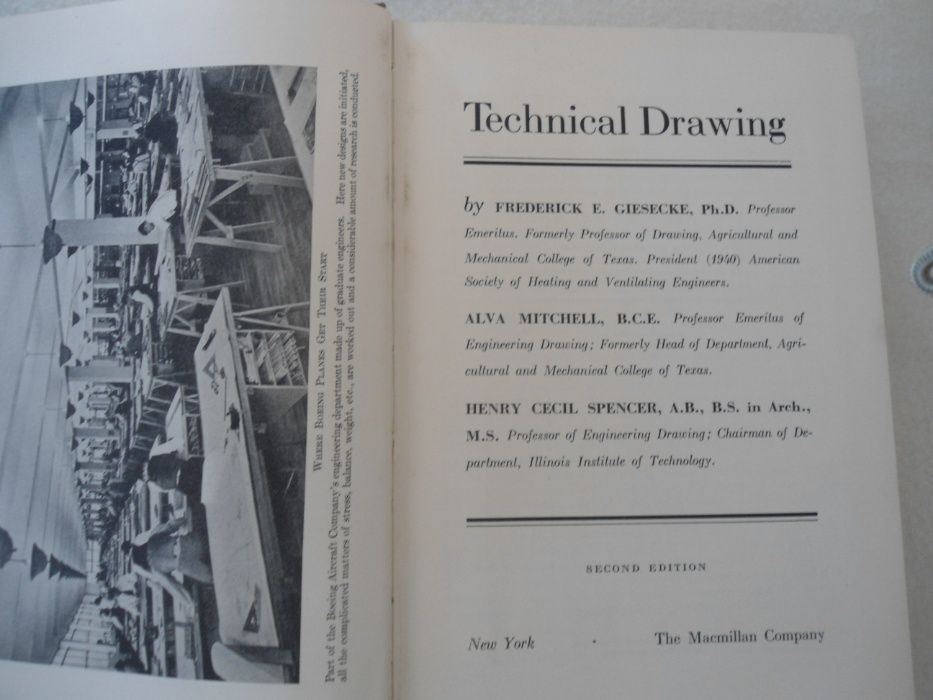 WHERE BOEING PLANES GET THEIR START
Part of the Boeing Aircraft Company's engineering department made up of graduate engineers. Here new designs are initiated,
all the complicated matters of stress, balance, weight, etc., are worked out and a considerable amount of research is conducted.
Technical Drawing
by FREDERICK E. GIESECKE, Ph.D. Professor
Emeritus. Formerly Professor of Drawing, Agricultural and
Mechanical College of Texas. President (1940) American
Society of Heating and Ventilating Engineers.
ALVA MITCHELL, B.C.E. Professor Emeritus of
Engineering Drawing; Formerly Head of Department, Agri-
cultural and Mechanical College of Texas.
HENRY CECIL SPENCER, A.B., B.S. in Arch.,
M.S. Professor of Engineering Drawing; Chairman of De-
partment, Illinois Institute of Technology.
SECOND EDITION
New York · The Macmillan Company